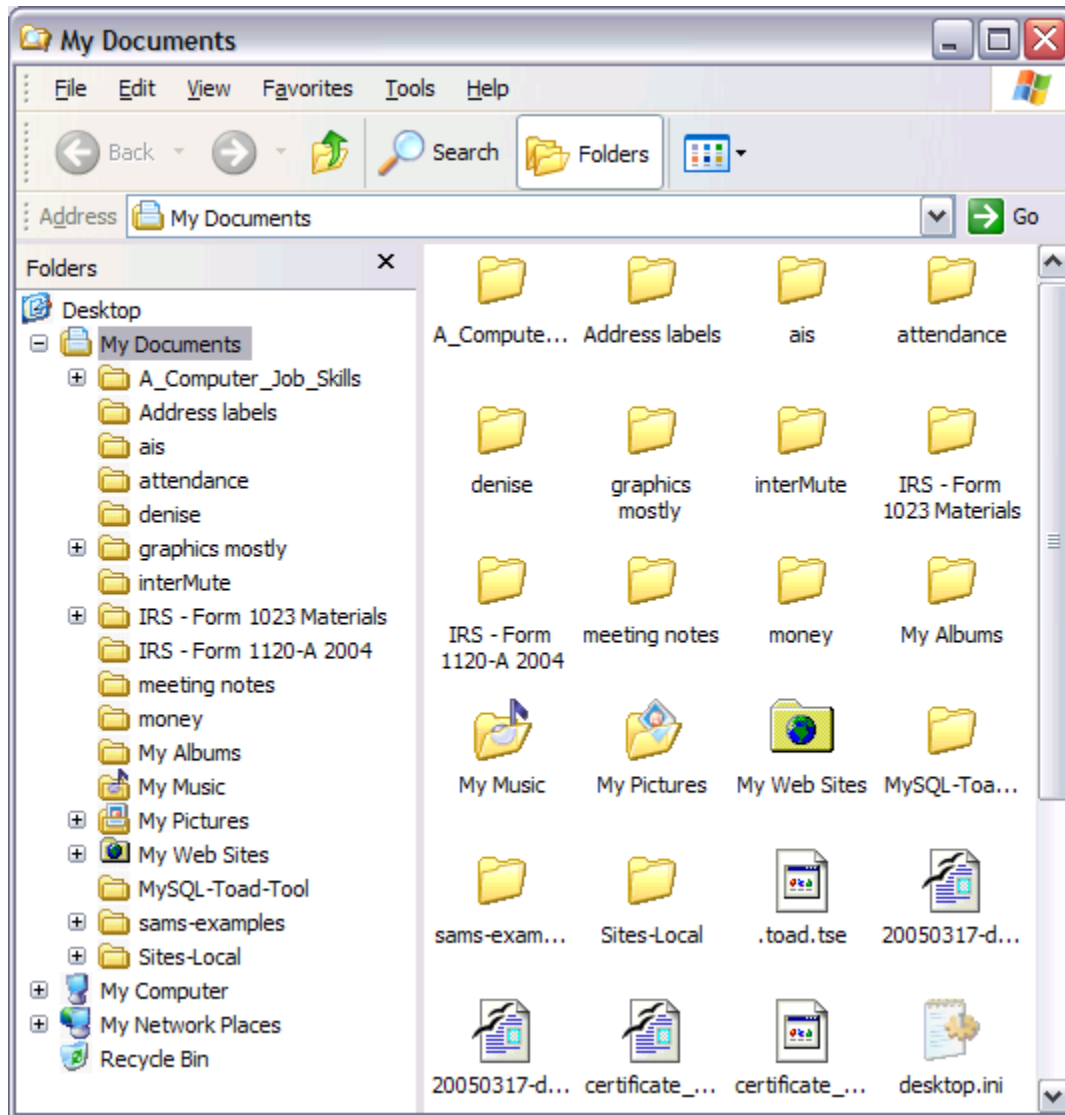 My Documents
File Edit View Favorites Tools Help
Back Search Folders
Address My Documents Go
Folders
Desktop
My Documents
A_Computer_Job_Skills
Address labels
ais
attendance
denise
graphics mostly
interMute
IRS - Form 1023 Materials
IRS - Form 1120-A 2004
meeting notes
money
My Albums
My Music
My Pictures
My Web Sites
MySQL-Toad-Tool
sams-examples
Sites-Local
My Computer
My Network Places
Recycle Bin
A_Compute... Address labels ais attendance
denise graphics mostly interMute IRS - Form 1023 Materials
IRS - Form 1120-A 2004 meeting notes money My Albums
My Music My Pictures My Web Sites MySQL-Toa...
sams-exam... Sites-Local .toad.tse 20050317-d...
20050317-d... certificate_... certificate_... desktop.ini